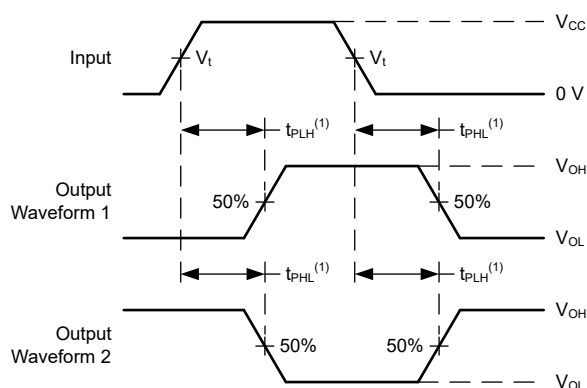 V_CC
Input
V_t
V_t
0 V
t_PLH^(1)
t_PHL^(1)
V_OH
Output
Waveform 1
50%
50%
V_OL
t_PHL^(1)
t_PLH^(1)
V_OH
Output
Waveform 2
50%
50%
V_OL